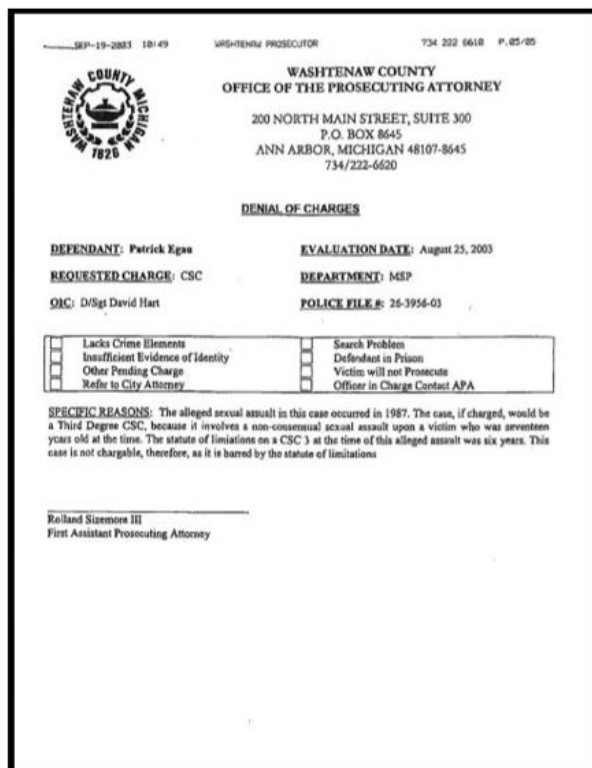 SEP-19-2003 10:49 WASHTENAW PROSECUTOR 734 222 6610 P.05/05
WASHTENAW COUNTY MICHIGAN
1826
WASHTENAW COUNTY
OFFICE OF THE PROSECUTING ATTORNEY
200 NORTH MAIN STREET, SUITE 300
P.O. BOX 8645
ANN ARBOR, MICHIGAN 48107-8645
734/222-6620
DENIAL OF CHARGES
DEFENDANT: Patrick Egan EVALUATION DATE: August 25, 2003
REQUESTED CHARGE: CSC DEPARTMENT: MSP
OIC: D/Sgt David Hart POLICE FILE #: 26-3956-03
Lacks Crime Elements Search Problem
Insufficient Evidence of Identity Defendant in Prison
Other Pending Charge Victim will not Prosecute
Refer to City Attorney Officer in Charge Contact APA
SPECIFIC REASONS: The alleged sexual assualt in this case occurred in 1987. The case, if charged, would be
a Third Degree CSC, because it involves a non-consensual sexual assault upon a victim who was seventeen
years old at the time. The statute of limiations on a CSC 3 at the time of this alleged assault was six years. This
case is not chargable, therefore, as it is barred by the statute of limitations
Rolland Sizemore III
First Assistant Prosecuting Attorney